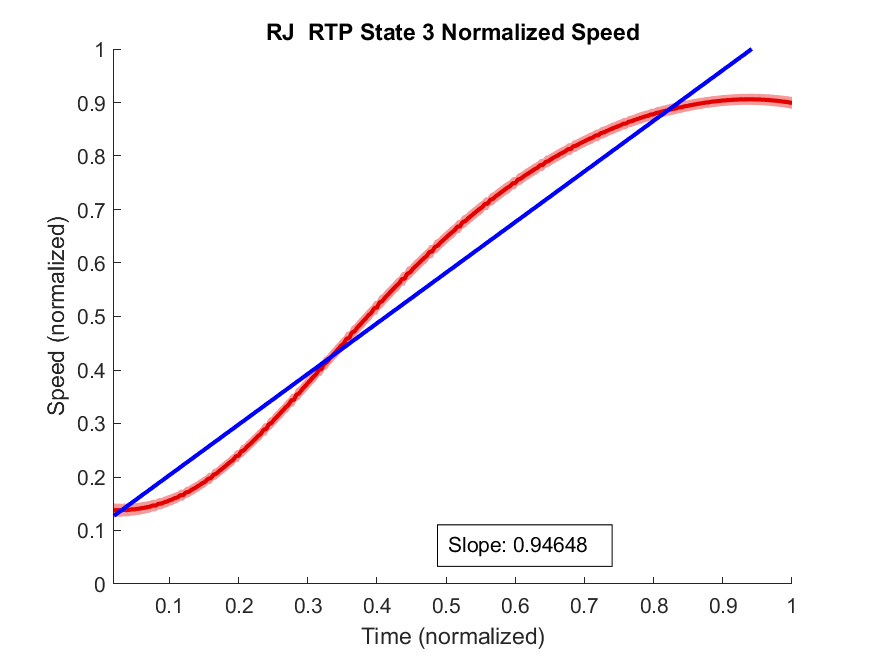 RJ  RTP State 3 Normalized Speed
1
0.9
0.8
0.7
0.6
0.5
0.4
0.3
0.2
0.1
0
Speed (normalized)
Slope: 0.94648
0.1 0.2 0.3 0.4 0.5 0.6 0.7 0.8 0.9 1
Time (normalized)